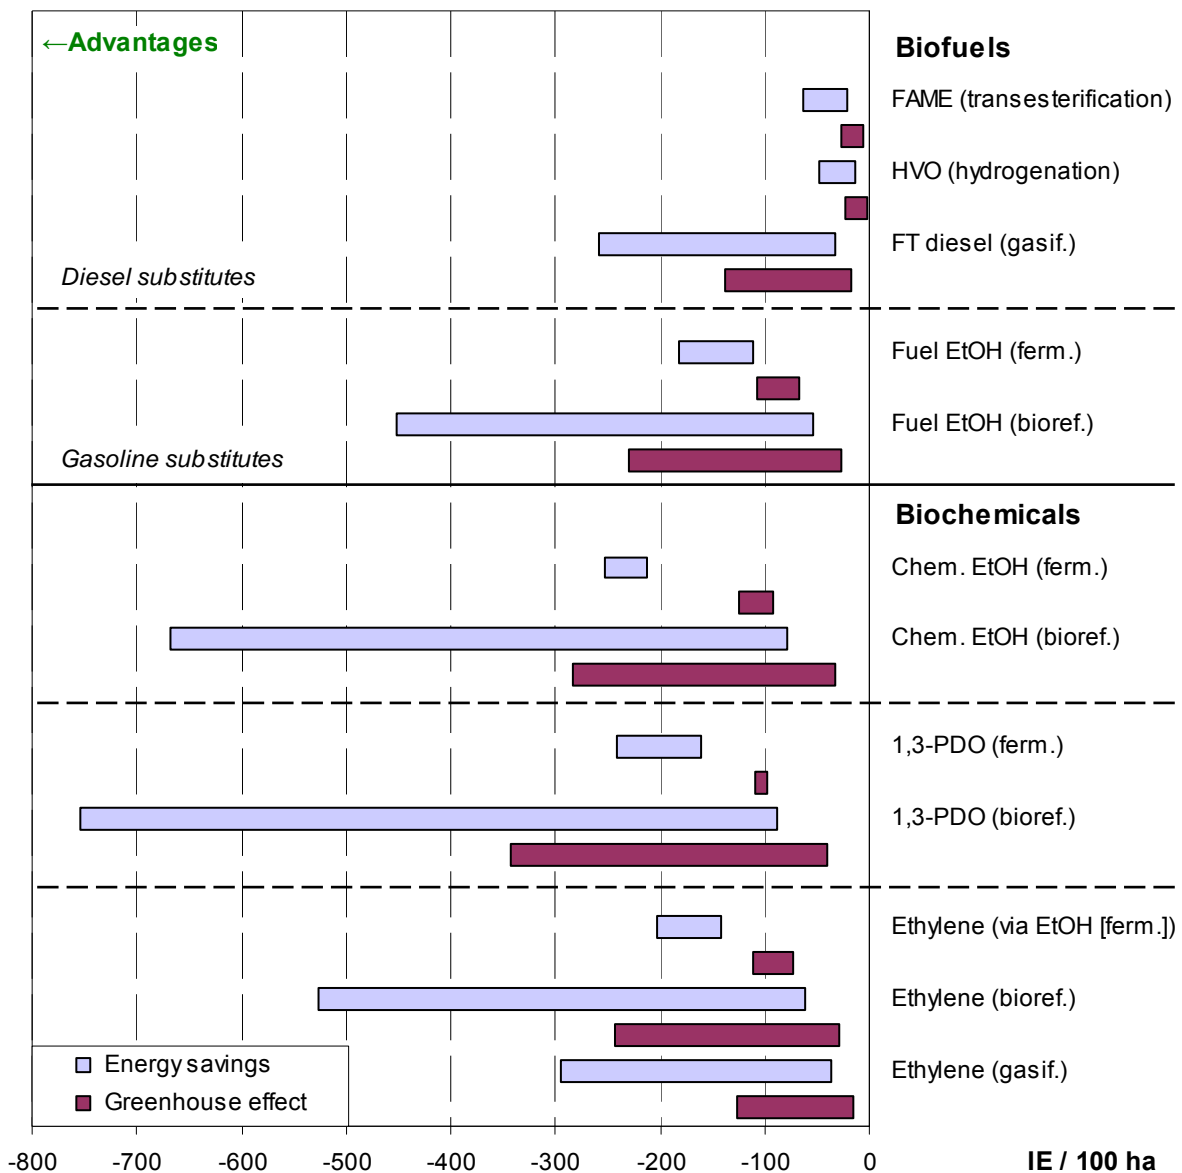 ←Advantages
Biofuels
FAME (transesterification)
HVO (hydrogenation)
FT diesel (gasif.)
Diesel substitutes
Fuel EtOH (ferm.)
Fuel EtOH (bioref.)
Gasoline substitutes
Biochemicals
Chem. EtOH (ferm.)
Chem. EtOH (bioref.)
1,3-PDO (ferm.)
1,3-PDO (bioref.)
Ethylene (via EtOH [ferm.])
Ethylene (bioref.)
Energy savings
Ethylene (gasif.)
Greenhouse effect
-800 -700 -600 -500 -400 -300 -200 -100 0 IE / 100 ha